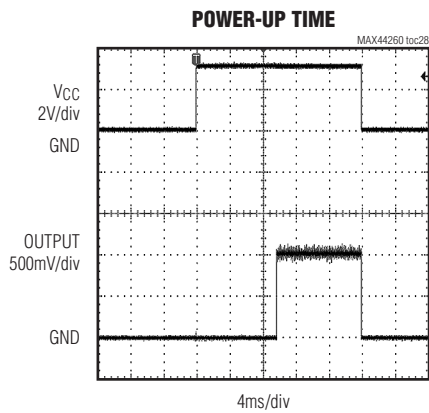 POWER-UP TIME
MAX44260 toc28
VCC
2V/div
GND
OUTPUT
500mV/div
GND
4ms/div